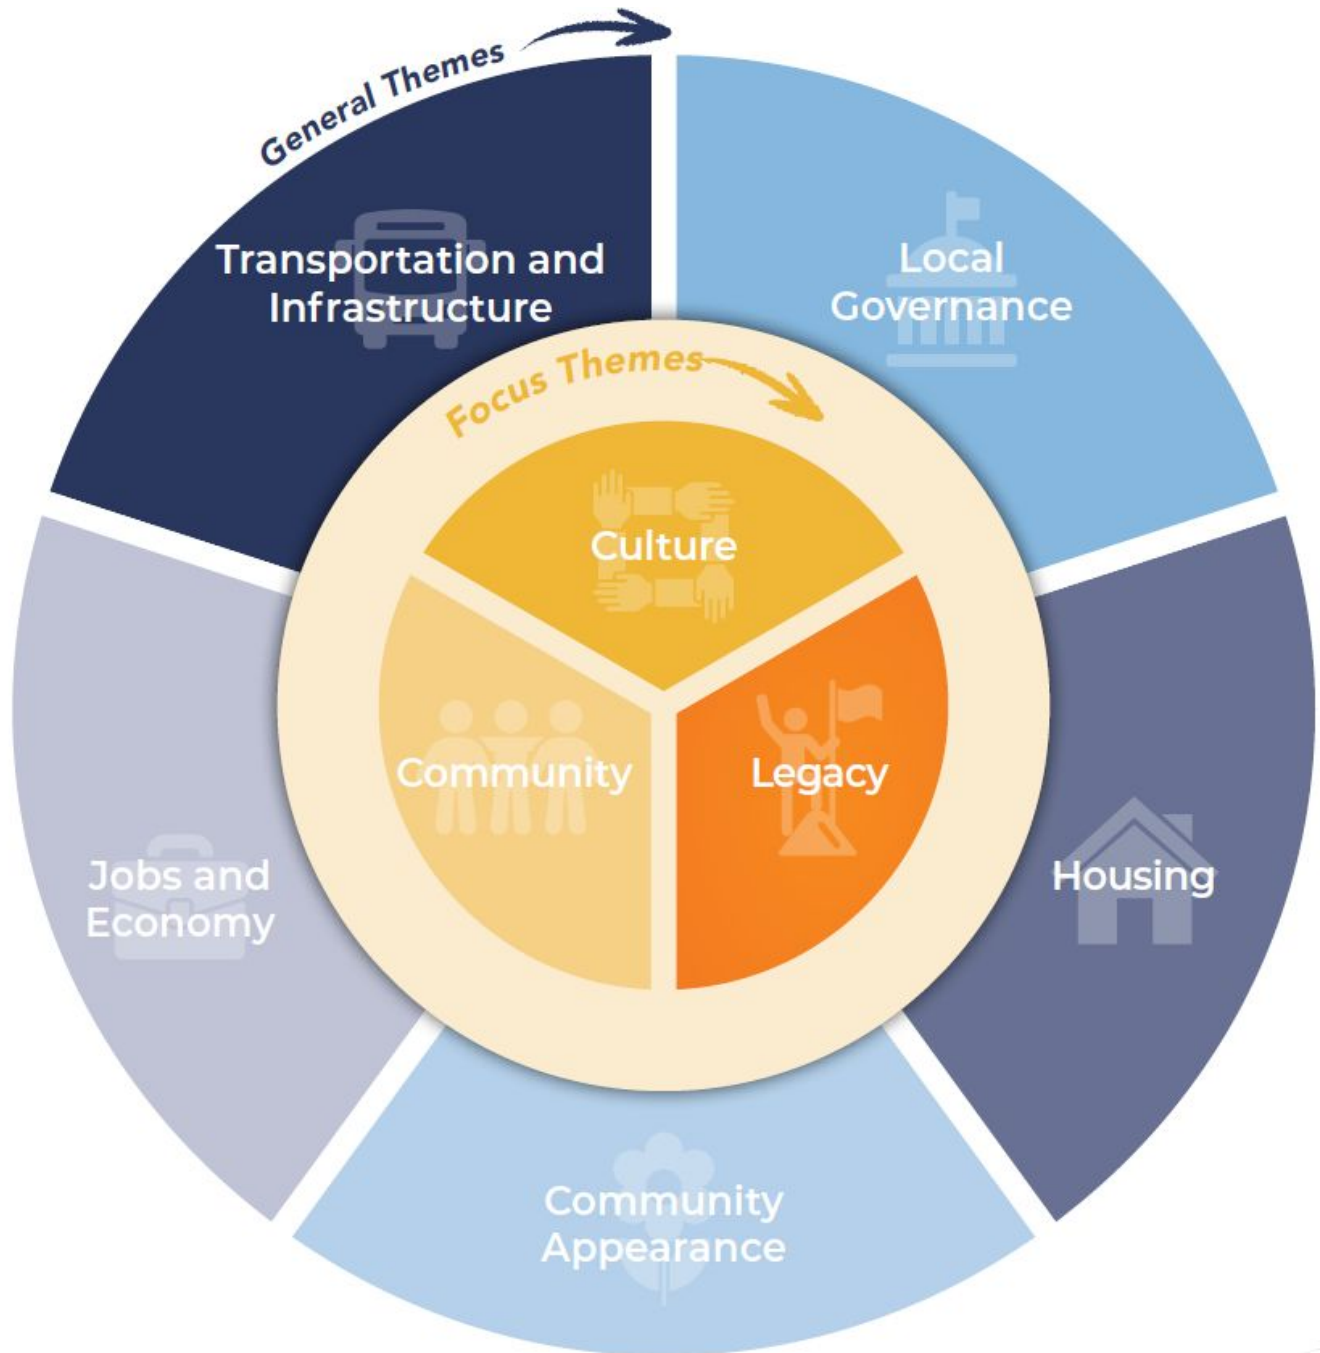 General Themes
Transportation and
Infrastructure
Local
Governance
Focus Themes
Culture
Community
Legacy
Jobs and
Economy
Housing
Community
Appearance